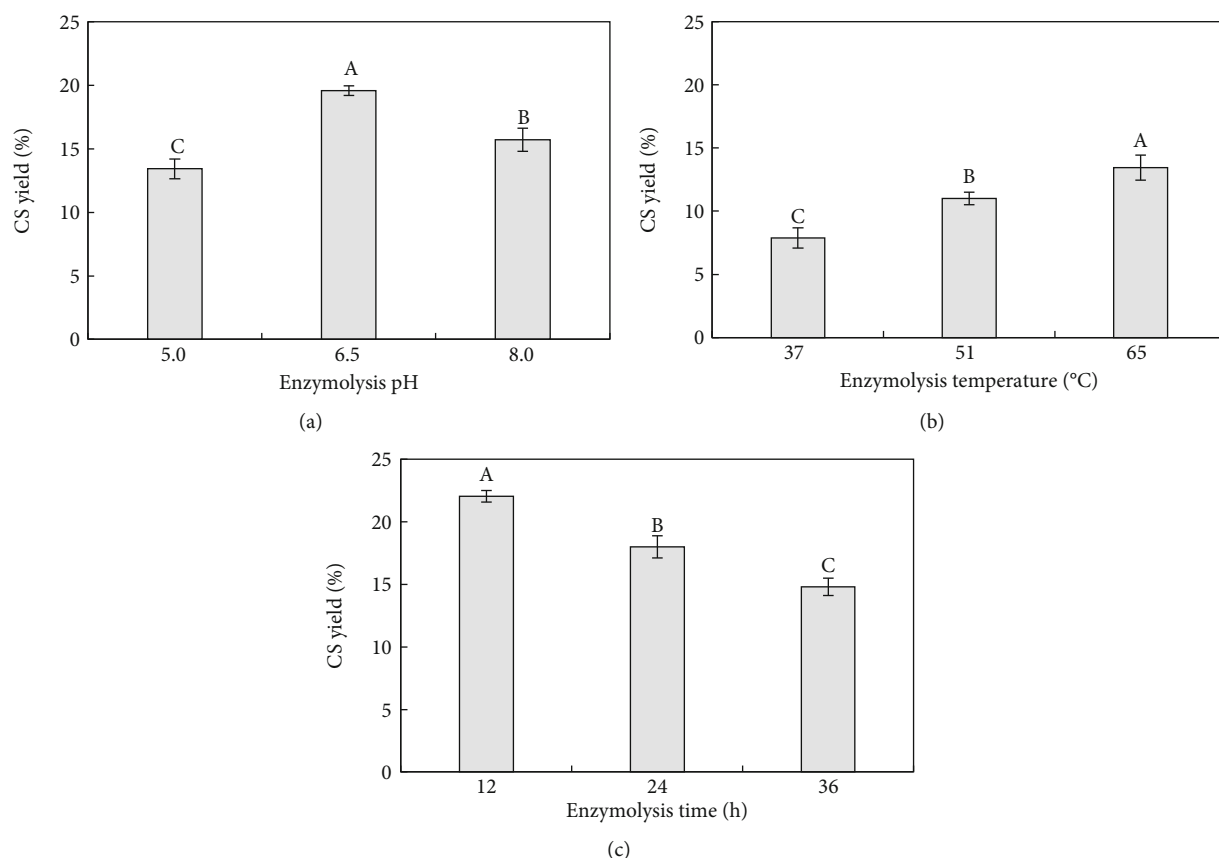 25
20
15
10
5
0
CS yield (%)
C
A
B
5.0 6.5 8.0
Enzymolysis pH
(a)
25
20
15
10
5
0
CS yield (%)
C
B
A
37 51 65
Enzymolysis temperature (°C)
(b)
25
20
15
10
5
0
CS yield (%)
A
B
C
12 24 36
Enzymolysis time (h)
(c)